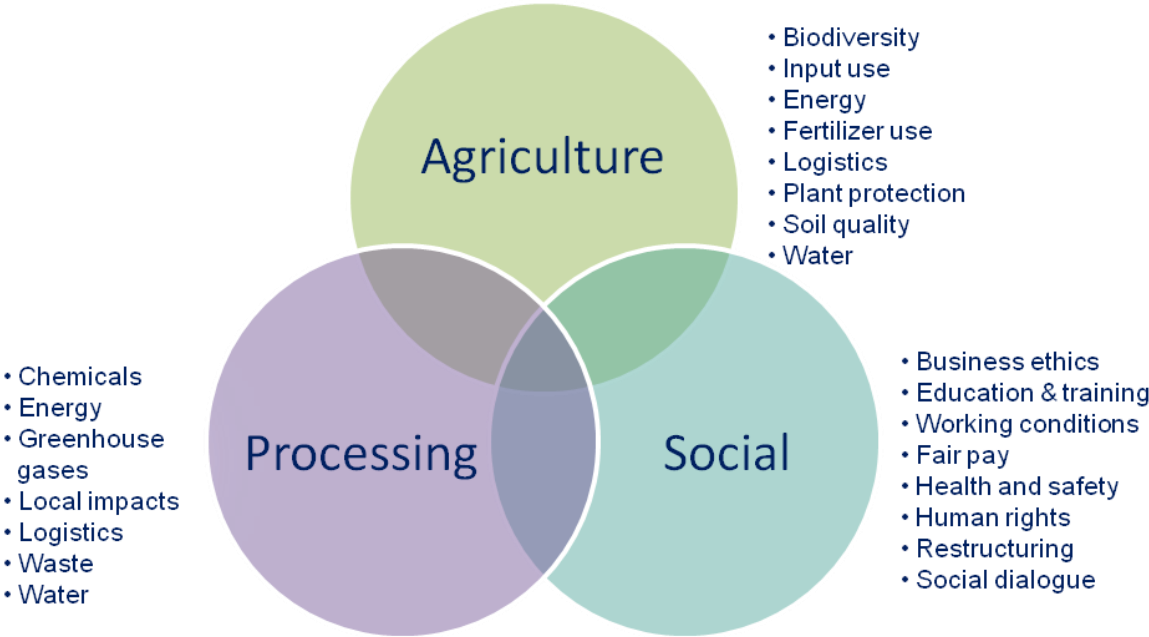 Agriculture
• Biodiversity
• Input use
• Energy
• Fertilizer use
• Logistics
• Plant protection
• Soil quality
• Water
Processing
• Chemicals
• Energy
• Greenhouse
gases
• Local impacts
• Logistics
• Waste
• Water
Social
• Business ethics
• Education & training
• Working conditions
• Fair pay
• Health and safety
• Human rights
• Restructuring
• Social dialogue